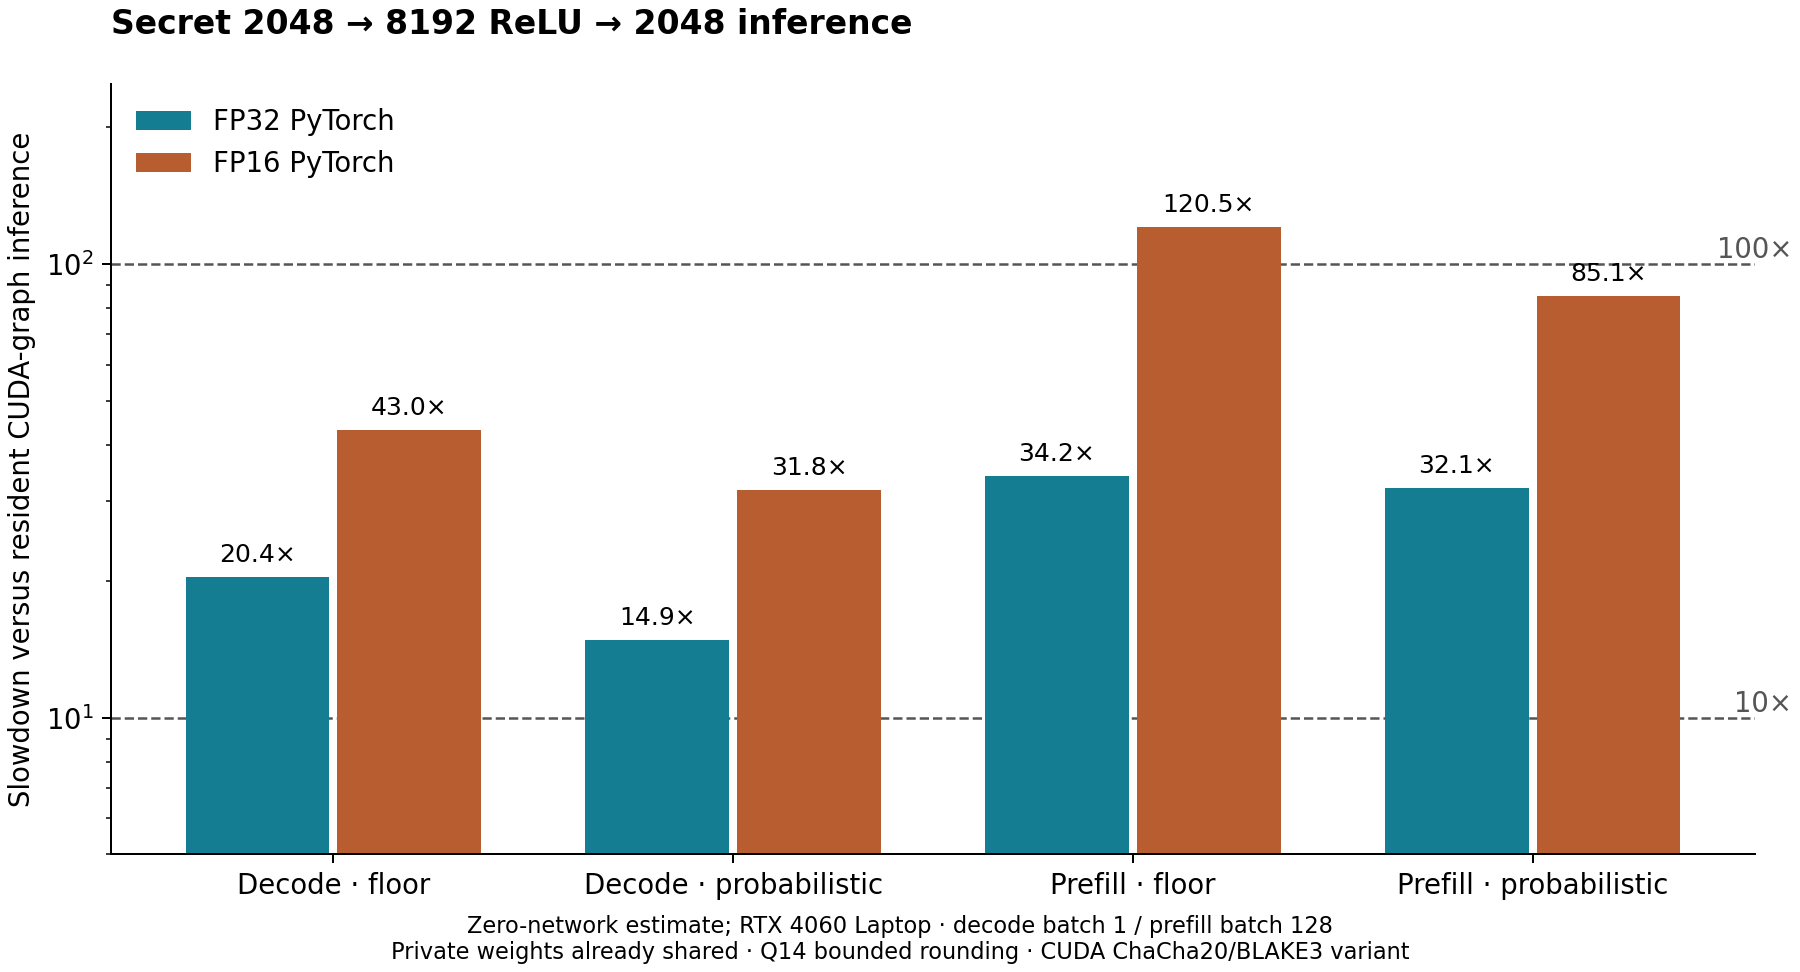 Secret 2048 → 8192 ReLU → 2048 inference
Slowdown versus resident CUDA-graph inference
FP32 PyTorch
FP16 PyTorch
10²
10¹
100×
10×
20.4×
43.0×
14.9×
31.8×
34.2×
120.5×
32.1×
85.1×
Decode · floor
Decode · probabilistic
Prefill · floor
Prefill · probabilistic
Zero-network estimate; RTX 4060 Laptop · decode batch 1 / prefill batch 128
Private weights already shared · Q14 bounded rounding · CUDA ChaCha20/BLAKE3 variant